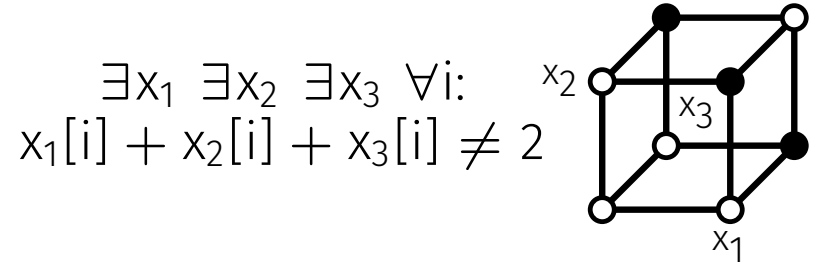 ∃x₁ ∃x₂ ∃x₃ ∀i:
x₁[i] + x₂[i] + x₃[i] ≠ 2
x₂
x₃
x₁